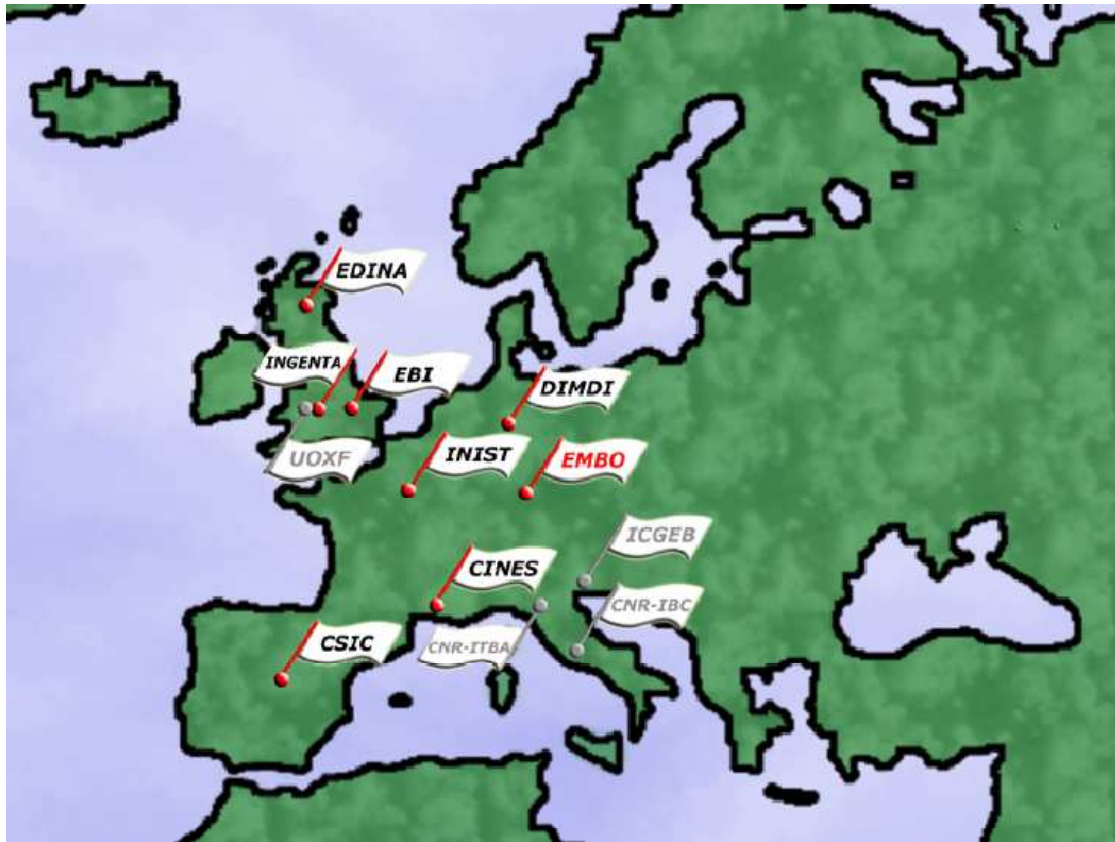 EDINA
INGENTA
EBI
DIMDI
UOXF
INIST
EMBO
ICGEB
CINES
CNR-IBC
CSIC
CNR-ITBA